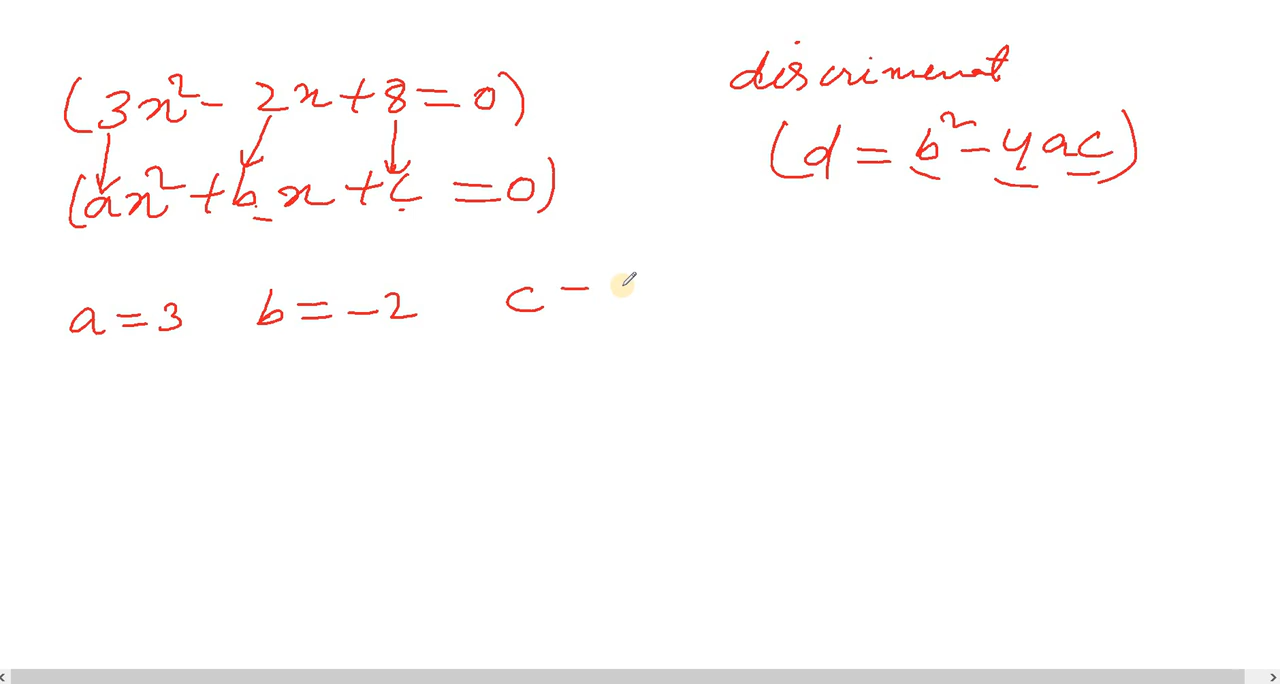 (3x² - 2x + 8 = 0)
(ax² + bx + c = 0)
discrimenat
(d = b² - 4ac)
a = 3 b = -2 c -